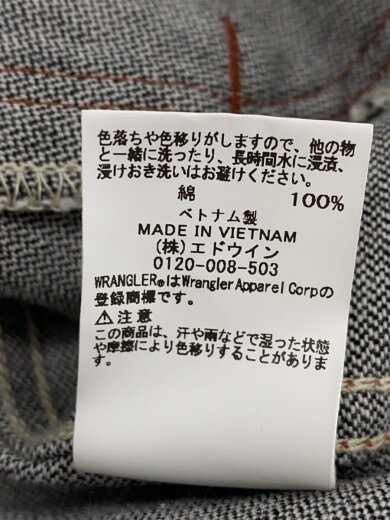 色落ちや色移りがしますので、他の物
と一緒に洗ったり、長時間水に浸漬、
浸け置き洗いはお避けください。
綿 100%
ベトナム製
MADE IN VIETNAM
(株)エドウイン
0120-008-503
WRANGLER®はWrangler Apparel Corpの
登録商標です。
⚠注意
この商品は、汗や雨などで湿った状態
や摩擦により色移りすることがありま
す。